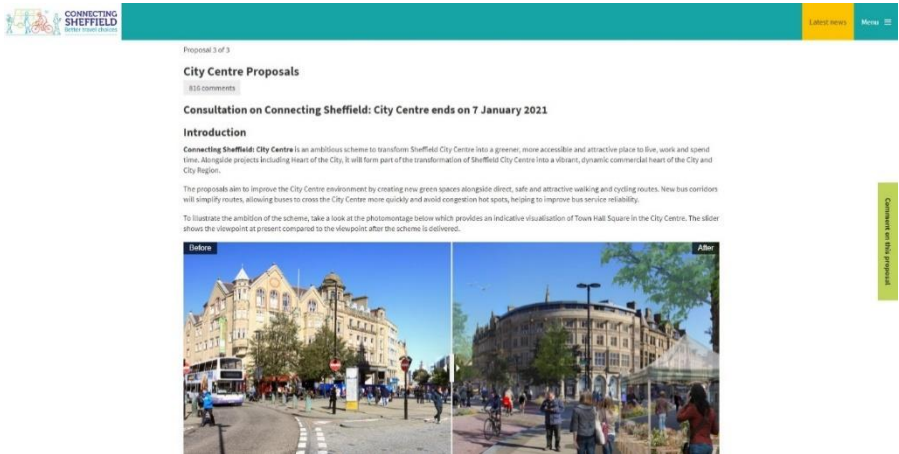 CONNECTING
SHEFFIELD
Better travel choices
Latest news
Menu
Proposal 3 of 3
City Centre Proposals
816 comments
Consultation on Connecting Sheffield: City Centre ends on 7 January 2021
Introduction
Connecting Sheffield: City Centre is an ambitious scheme to transform Sheffield City Centre into a greener, more accessible and attractive place to live, work and spend
time. Alongside projects including Heart of the City, it will form part of the transformation of Sheffield City Centre into a vibrant, dynamic commercial heart of the City and
City Region.
The proposals aim to improve the City Centre environment by creating new green spaces alongside direct, safe and attractive walking and cycling routes. New bus corridors
will simplify routes, allowing buses to cross the City Centre more quickly and avoid congestion hot spots, helping to improve bus service reliability.
To illustrate the ambition of the scheme, take a look at the photomontage below which provides an indicative visualisation of Town Hall Square in the City Centre. The slider
shows the viewpoint at present compared to the viewpoint after the scheme is delivered.
Before
After
Comment on this proposal